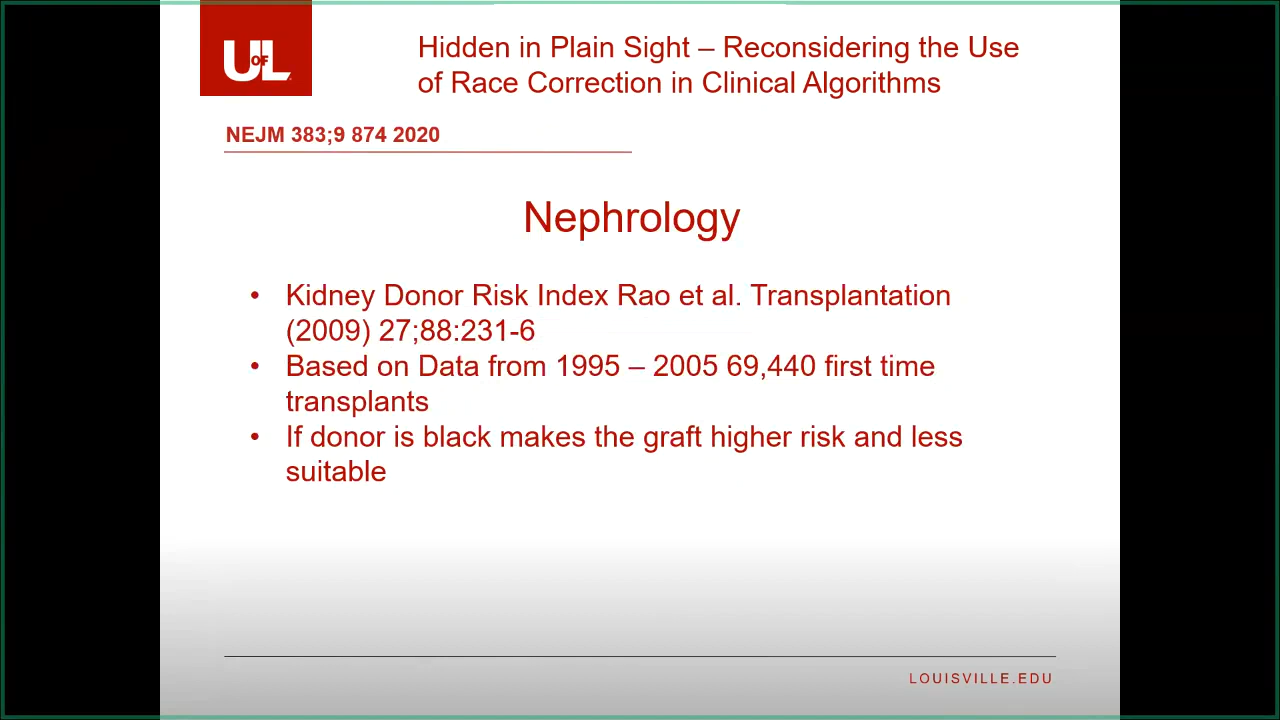 UofL
Hidden in Plain Sight – Reconsidering the Use
of Race Correction in Clinical Algorithms
NEJM 383;9 874 2020
Nephrology
• Kidney Donor Risk Index Rao et al. Transplantation
(2009) 27;88:231-6
• Based on Data from 1995 – 2005 69,440 first time
transplants
• If donor is black makes the graft higher risk and less
suitable
LOUISVILLE.EDU